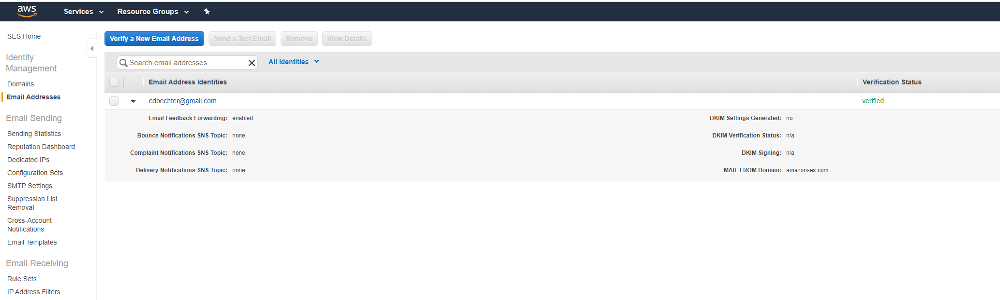 aws Services Resource Groups
SES Home
Identity
Management
Domains
Email Addresses
Email Sending
Sending Statistics
Reputation Dashboard
Dedicated IPs
Configuration Sets
SMTP Settings
Suppression List
Removal
Cross-Account
Notifications
Email Templates
Email Receiving
Rule Sets
IP Address Filters
Verify a New Email Address Send a Test Email Remove View Details
Search email addresses All identities
Email Address Identities Verification Status
cdbechter@gmail.com verified
Email Feedback Forwarding: enabled DKIM Settings Generated: no
Bounce Notifications SNS Topic: none DKIM Verification Status: n/a
Complaint Notifications SNS Topic: none DKIM Signing: n/a
Delivery Notifications SNS Topic: none MAIL FROM Domain: amazonses.com